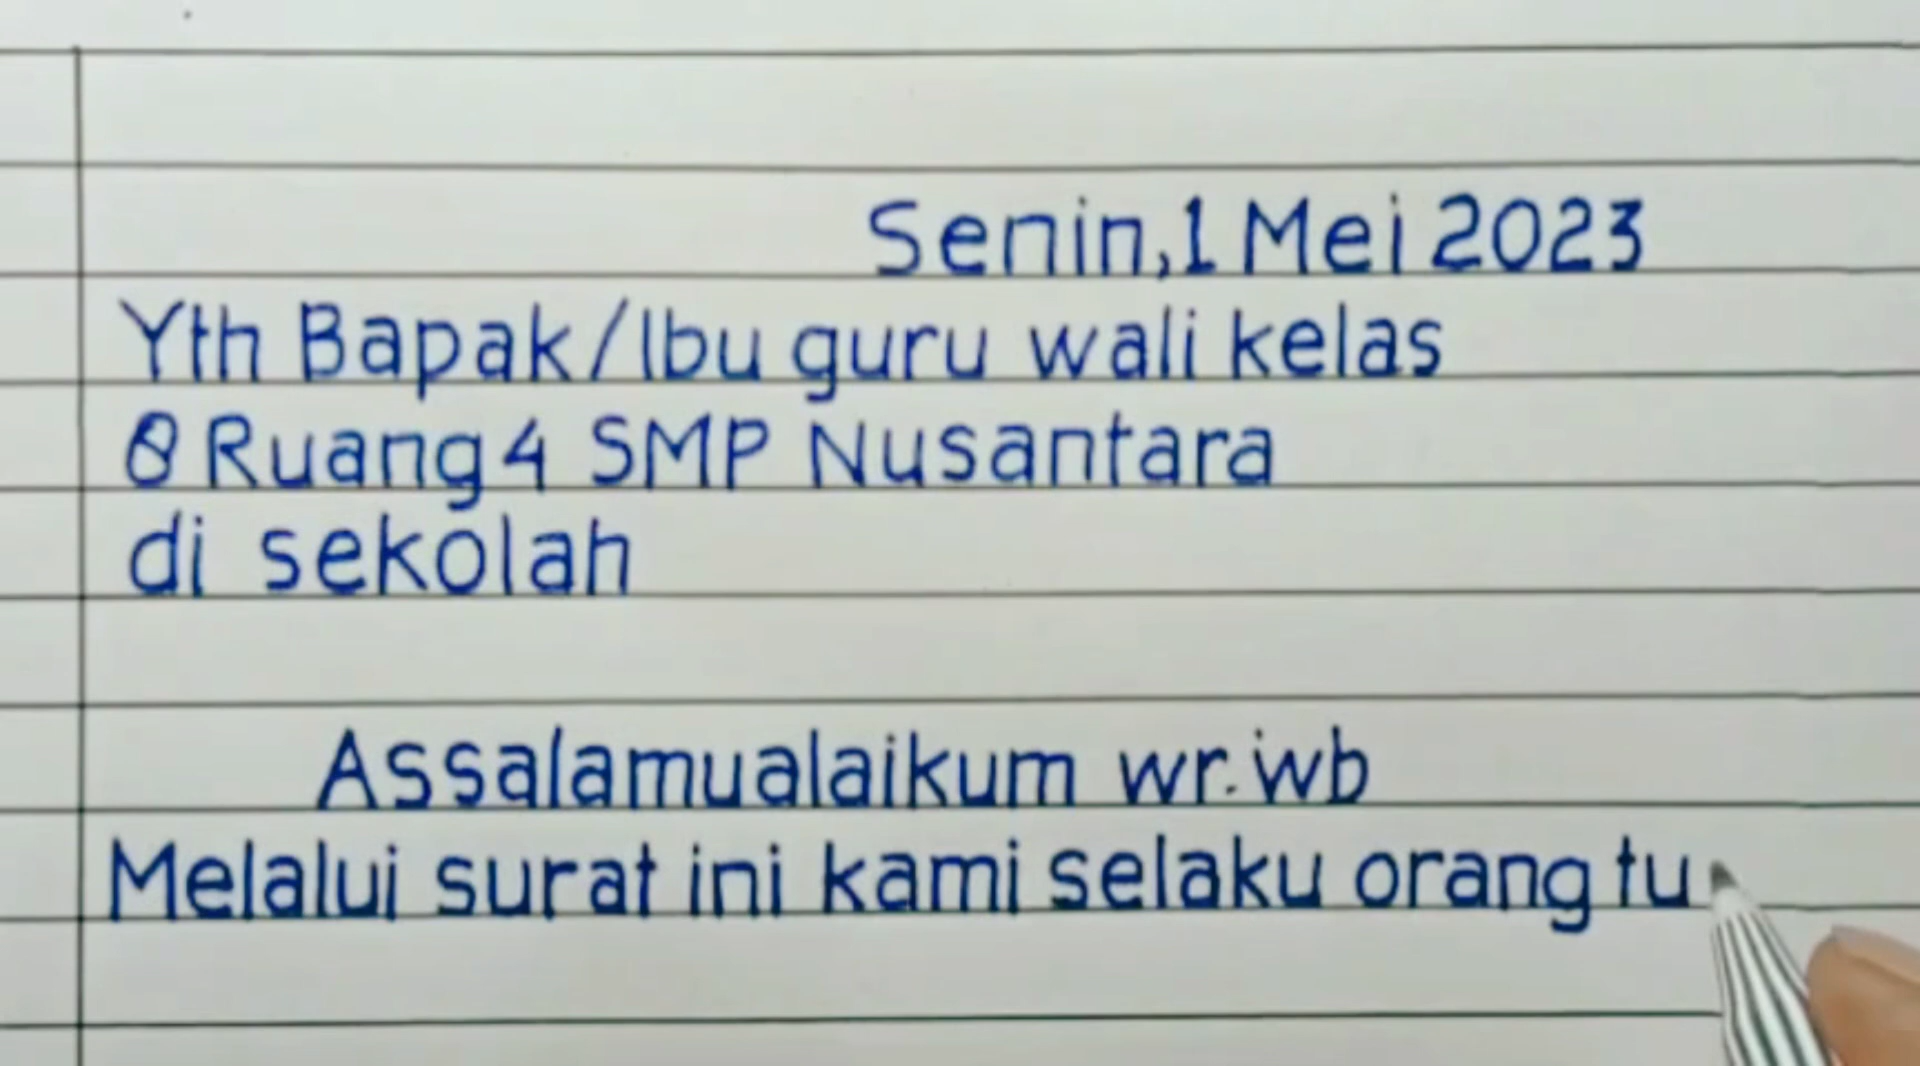 Senin, 1 Mei 2023
Yth Bapak/Ibu guru wali kelas
8 Ruang 4 SMP Nusantara
di sekolah
Assalamualaikum wr.wb
Melalui surat ini kami selaku orang tu